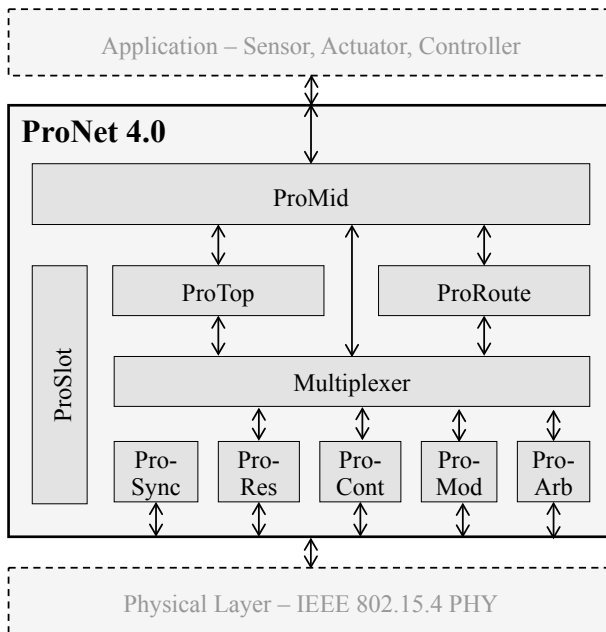 Application – Sensor, Actuator, Controller
ProNet 4.0
ProMid
ProTop
ProRoute
ProSlot
Multiplexer
Pro-
Sync
Pro-
Res
Pro-
Cont
Pro-
Mod
Pro-
Arb
Physical Layer – IEEE 802.15.4 PHY